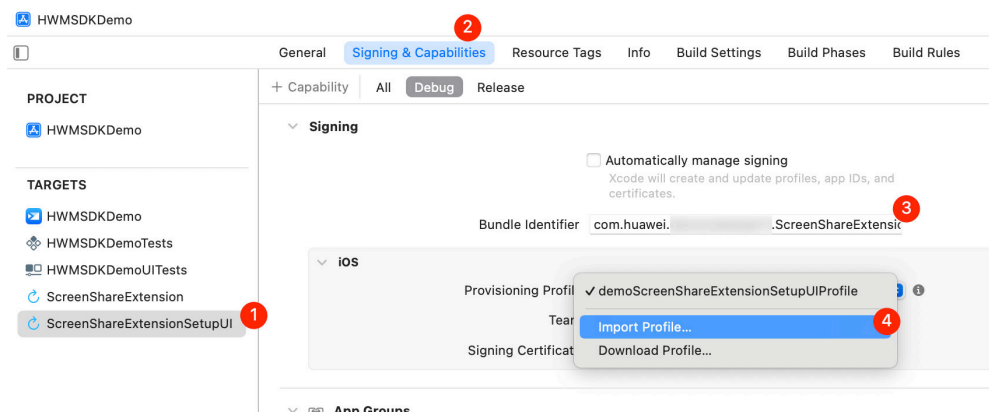 HWMSDKDemo
2
General Signing & Capabilities Resource Tags Info Build Settings Build Phases Build Rules
+ Capability All Debug Release
PROJECT
HWMSDKDemo
Signing
Automatically manage signing
Xcode will create and update profiles, app IDs, and
certificates.
TARGETS
HWMSDKDemo
HWMSDKDemoTests
HWMSDKDemoUITests
ScreenShareExtension
ScreenShareExtensionSetupUI 1
3
Bundle Identifier com.huawei. .ScreenShareExtensic
iOS
Provisioning Profil ✓ demoScreenShareExtensionSetupUIProfile
Tear Import Profile... 4
Signing Certificat Download Profile...
App Groups